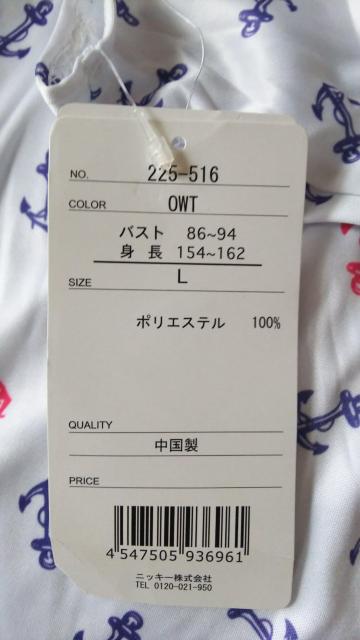 NO. 225-516
COLOR OWT
バスト 86~94
身長 154~162
SIZE L
ポリエステル 100%
QUALITY
中国製
PRICE
4 547505 936961
ニッキー株式会社
TEL 0120-021-950